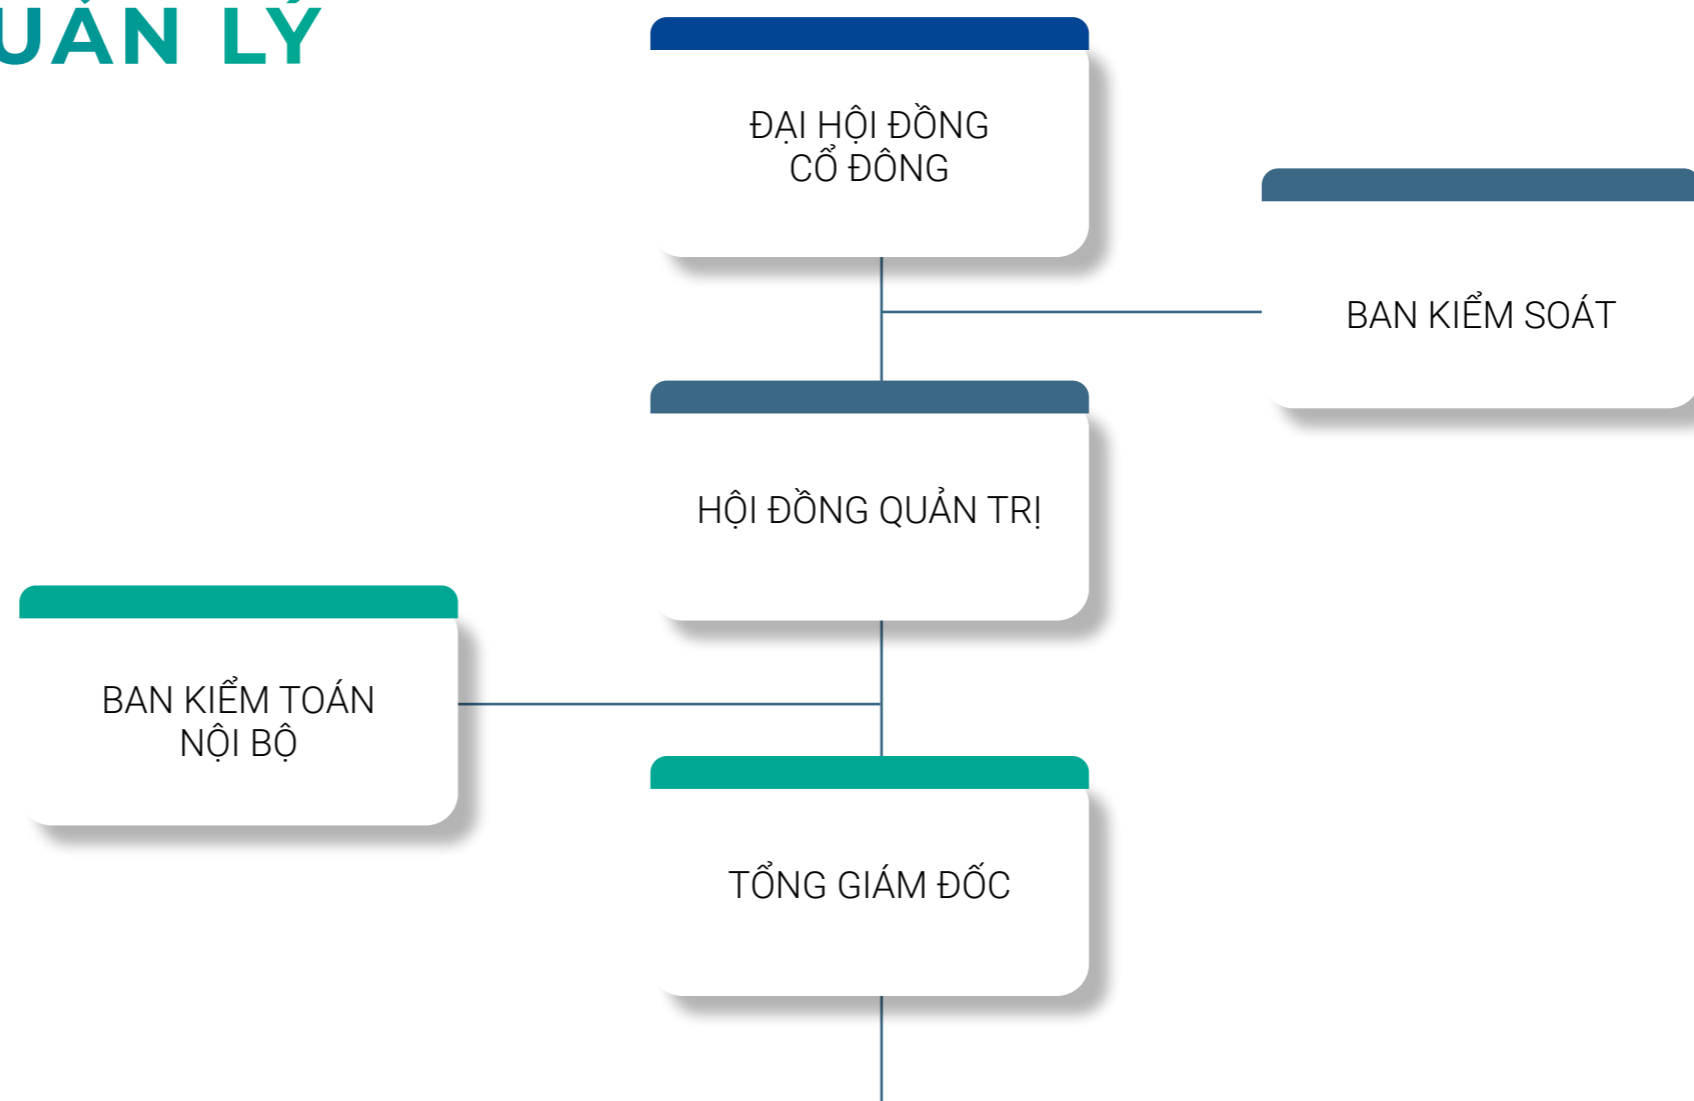 UẢN LÝ
ĐẠI HỘI ĐỒNG
CỔ ĐÔNG
BAN KIỂM SOÁT
HỘI ĐỒNG QUẢN TRỊ
BAN KIỂM TOÁN
NỘI BỘ
TỔNG GIÁM ĐỐC